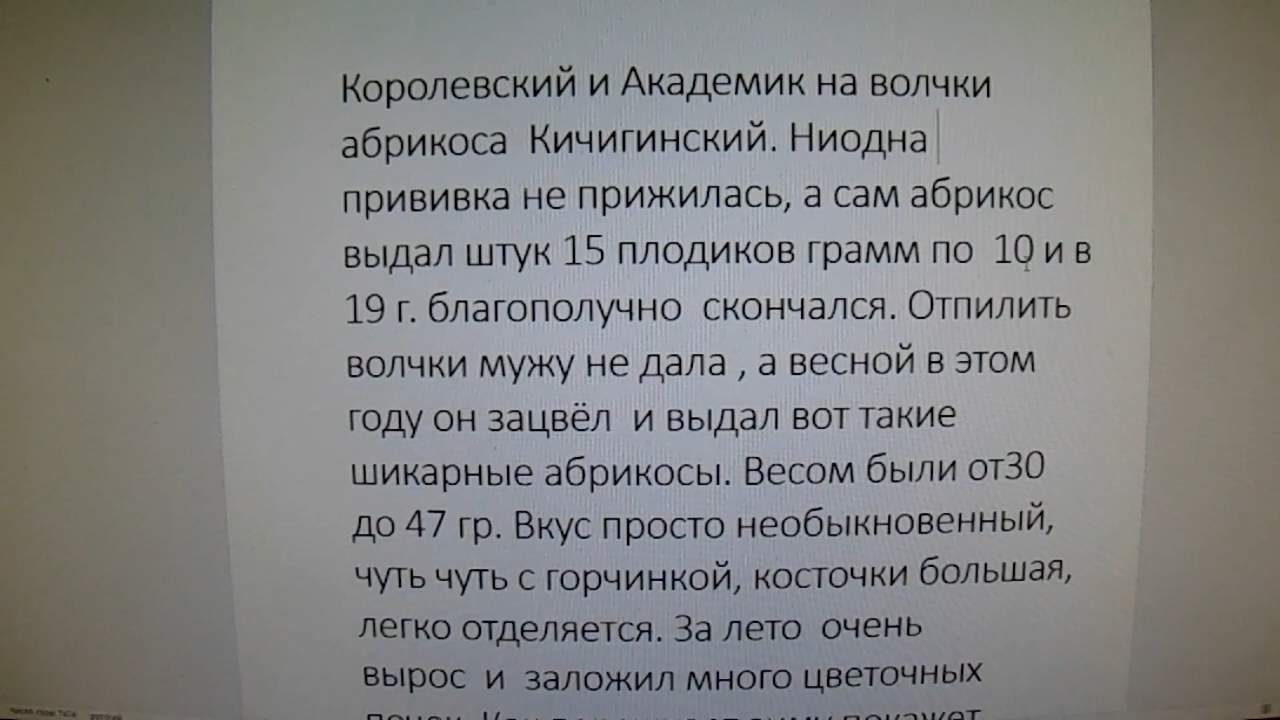 Королевский и Академик на волчки
абрикоса Кичигинский. Ниодна
прививка не прижилась, а сам абрикос
выдал штук 15 плодиков грамм по 10 и в
19 г. благополучно скончался. Отпилить
волчки мужу не дала , а весной в этом
году он зацвёл и выдал вот такие
шикарные абрикосы. Весом были от30
до 47 гр. Вкус просто необыкновенный,
чуть чуть с горчинкой, косточки большая,
легко отделяется. За лето очень
вырос и заложил много цветочных